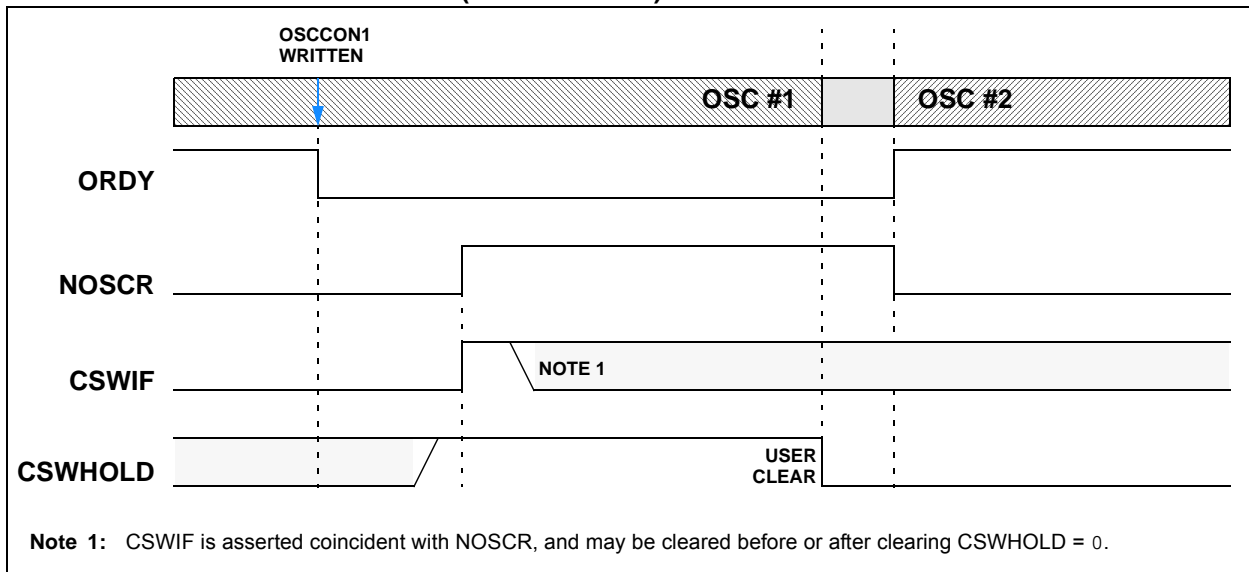 OSCCON1
WRITTEN
OSC #1
OSC #2
ORDY
NOSCR
CSWIF
NOTE 1
CSWHOLD
USER
CLEAR
Note 1: CSWIF is asserted coincident with NOSCR, and may be cleared before or after clearing CSWHOLD = 0.